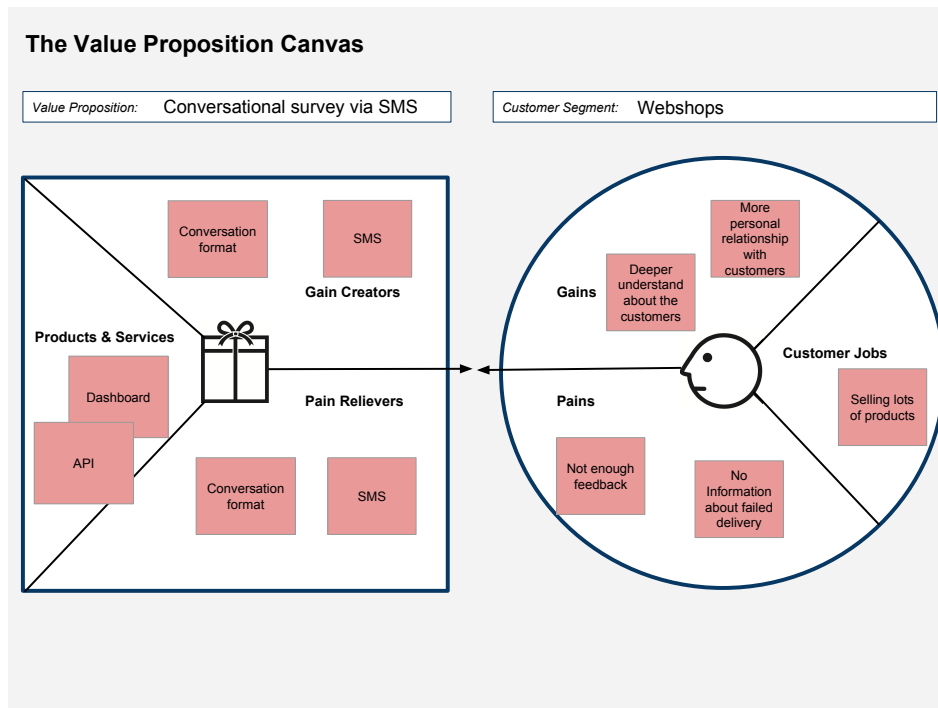 The Value Proposition Canvas
Value Proposition: Conversational survey via SMS
Customer Segment: Webshops
Conversation
format
SMS
Gain Creators
Products & Services
Dashboard
API
Pain Relievers
Conversation
format
SMS
More
personal
relationship
with
customers
Deeper
understand
about the
customers
Gains
Customer Jobs
Selling lots
of products
Pains
Not enough
feedback
No
Information
about failed
delivery